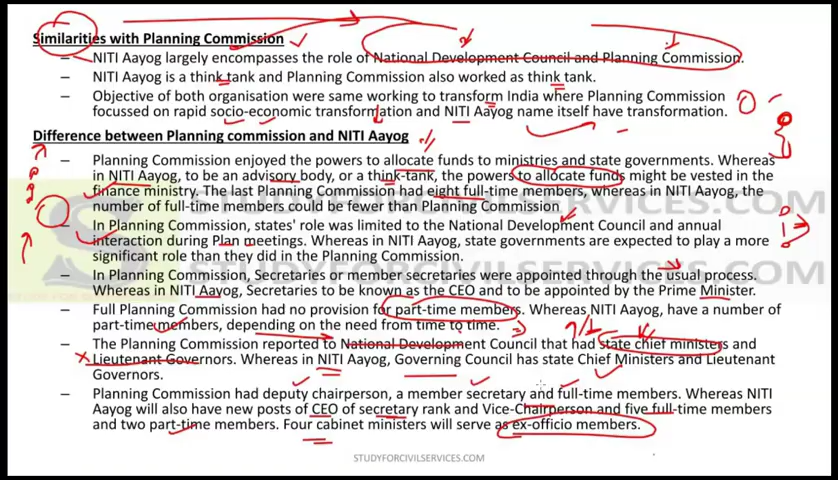 Similarities with Planning Commission
– NITI Aayog largely encompasses the role of National Development Council and Planning Commission.
– NITI Aayog is a think tank and Planning Commission also worked as think tank.
– Objective of both organisation were same working to transform India where Planning Commission
focussed on rapid socio-economic transformation and NITI Aayog name itself have transformation.
Difference between Planning commission and NITI Aayog
– Planning Commission enjoyed the powers to allocate funds to ministries and state governments. Whereas
in NITI Aayog, to be an advisory body, or a think-tank, the powers to allocate funds might be vested in the
finance ministry. The last Planning Commission had eight full-time members, whereas in NITI Aayog, the
number of full-time members could be fewer than Planning Commission
– In Planning Commission, states' role was limited to the National Development Council and annual
interaction during Plan meetings. Whereas in NITI Aayog, state governments are expected to play a more
significant role than they did in the Planning Commission.
– In Planning Commission, Secretaries or member secretaries were appointed through the usual process.
Whereas in NITI Aayog, Secretaries to be known as the CEO and to be appointed by the Prime Minister.
– Full Planning Commission had no provision for part-time members. Whereas NITI Aayog, have a number of
part-time members, depending on the need from time to time.
– The Planning Commission reported to National Development Council that had state chief ministers and
Lieutenant Governors. Whereas in NITI Aayog, Governing Council has state Chief Ministers and Lieutenant
Governors.
– Planning Commission had deputy chairperson, a member secretary and full-time members. Whereas NITI
Aayog will also have new posts of CEO of secretary rank and Vice-Chairperson and five full-time members
and two part-time members. Four cabinet ministers will serve as ex-officio members.
STUDYFORCIVILSERVICES.COM
STUDYFORCIVILSERVICES.COM
STUDYFORCIVILSERVICES.COM